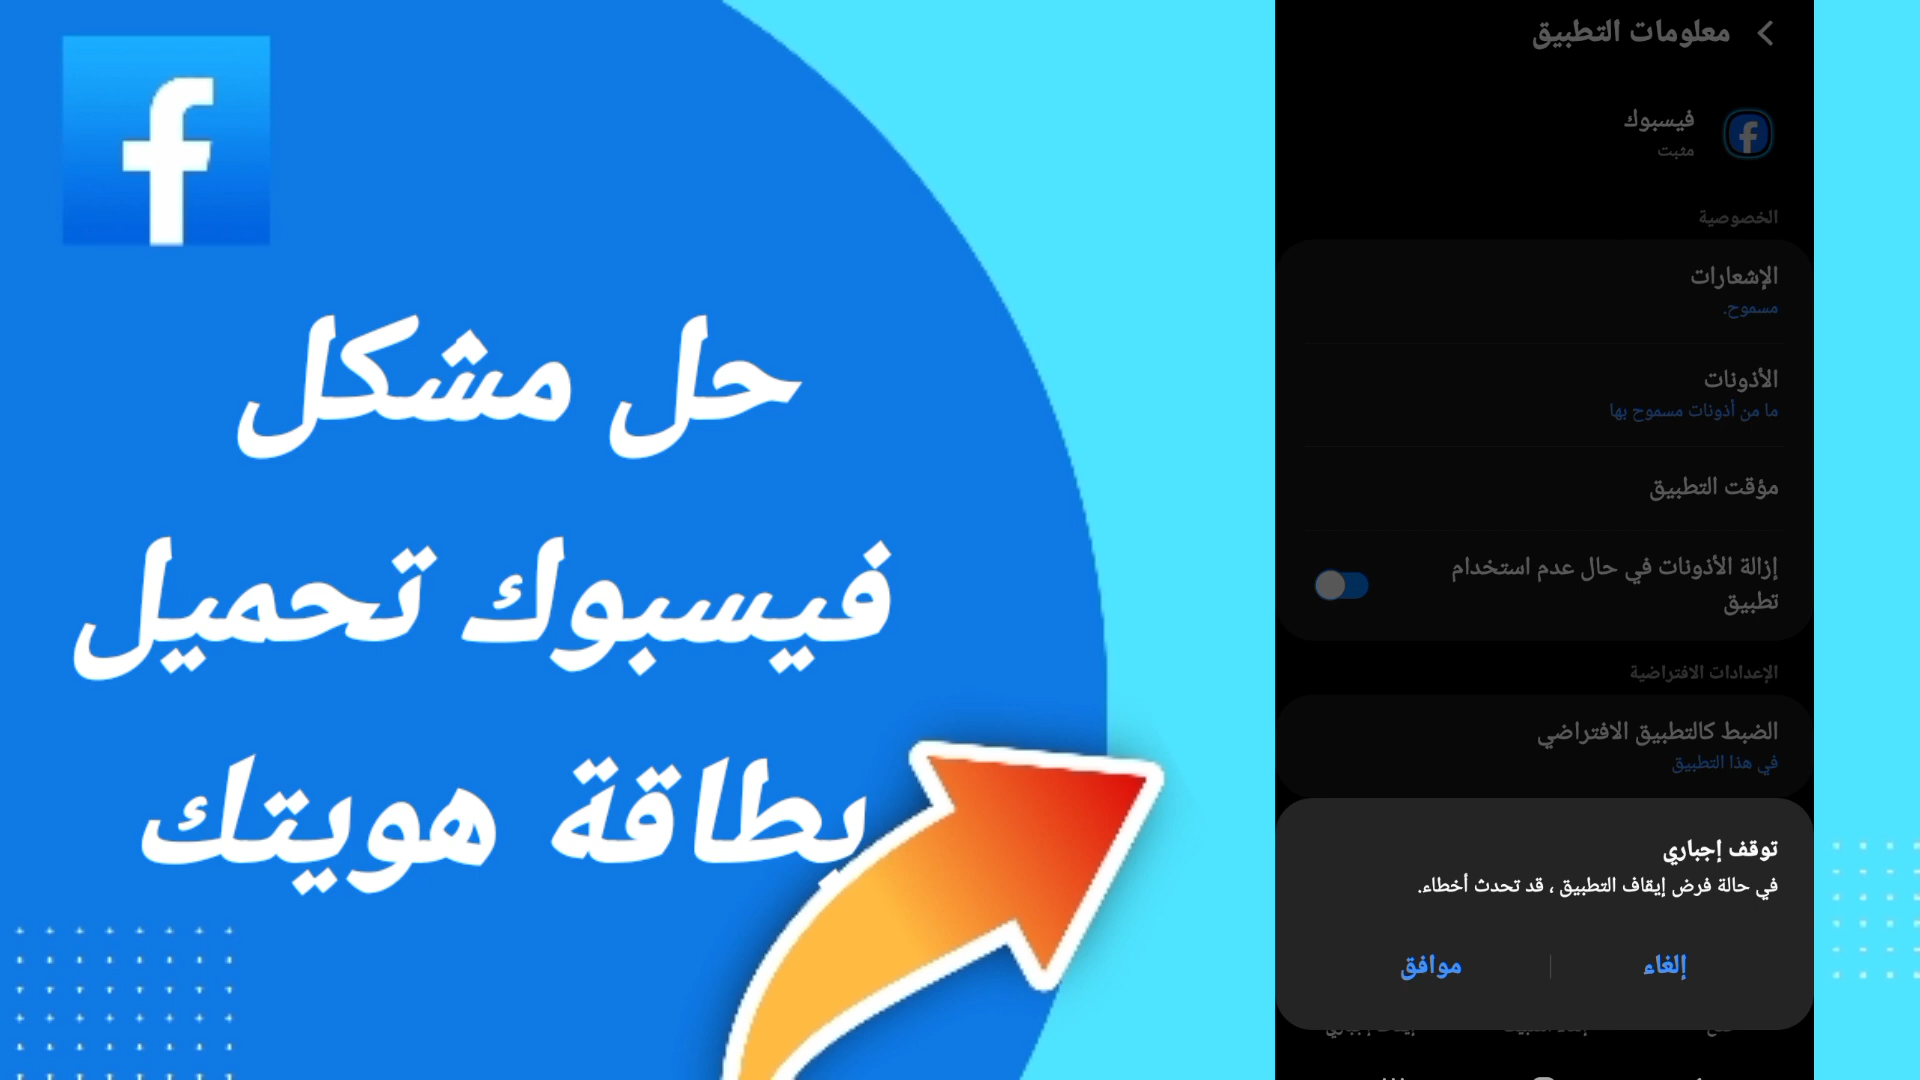 حل مشكل
فيسبوك تحميل
بطاقة هويتك
معلومات التطبيق
فيسبوك
مثبت
الخصوصية
الإشعارات
مسموح.
الأذونات
ما من أذونات مسموح بها
مؤقت التطبيق
إزالة الأذونات في حال عدم استخدام
تطبيق
الإعدادات الافتراضية
الضبط كالتطبيق الافتراضي
في هذا التطبيق
توقف إجباري
في حالة فرض إيقاف التطبيق ، قد تحدث أخطاء.
إلغاء
موافق